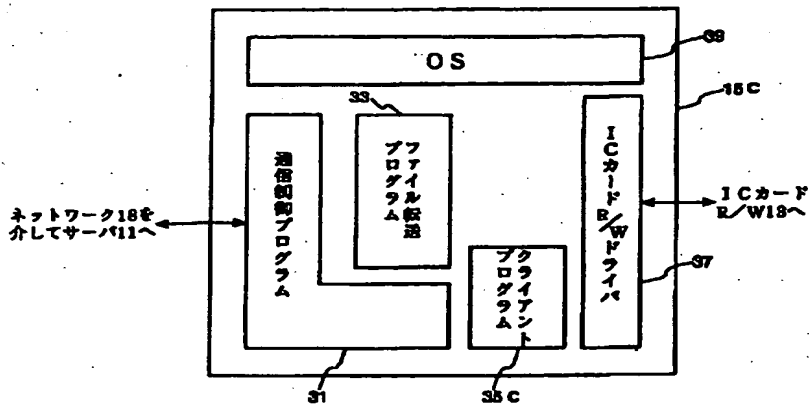 OS
39
15C
33
通信制御プログラム
ファイル転送
プログラム
ICカード
R/Wドライバ
ネットワーク18を
介してサーバ11へ
ICカード
R/W13へ
クライアント
プログラム
37
31
35C